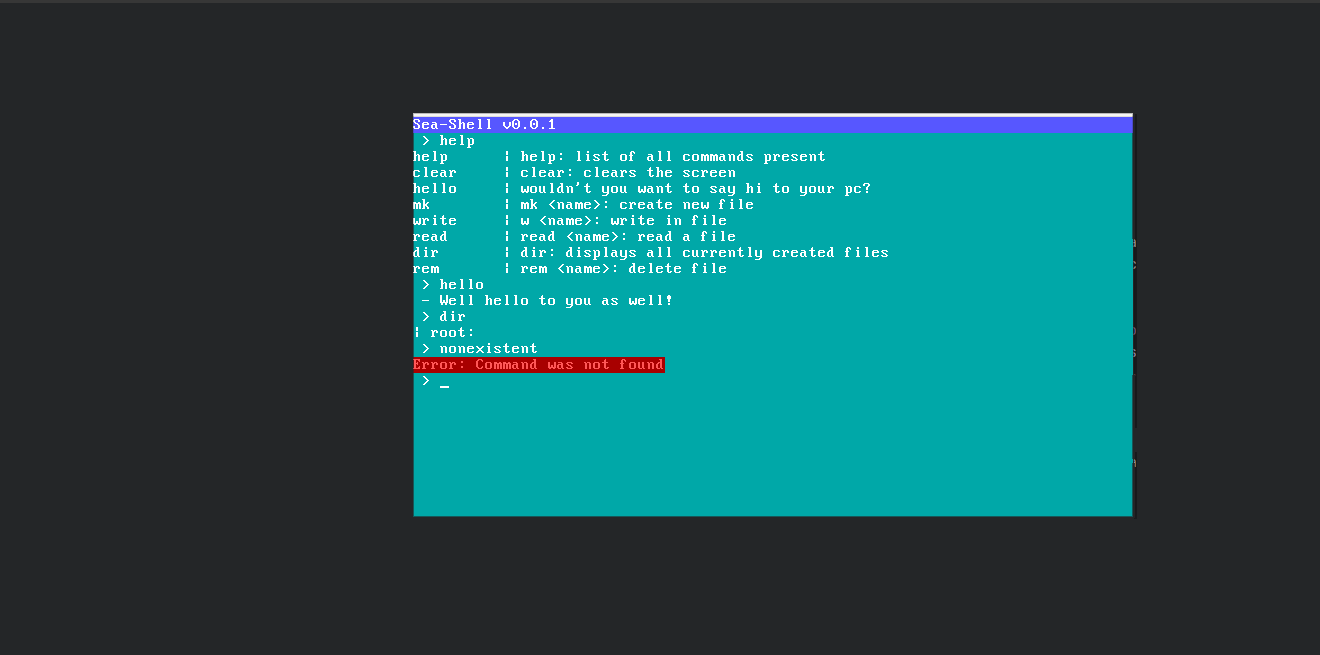 Sea-Shell v0.0.1
> help
help | help: list of all commands present
clear | clear: clears the screen
hello | wouldn't you want to say hi to your pc?
mk | mk <name>: create new file
write | w <name>: write in file
read | read <name>: read a file
dir | dir: displays all currently created files
rem | rem <name>: delete file
> hello
- Well hello to you as well!
> dir
| root:
> nonexistent
Error: Command was not found
> _